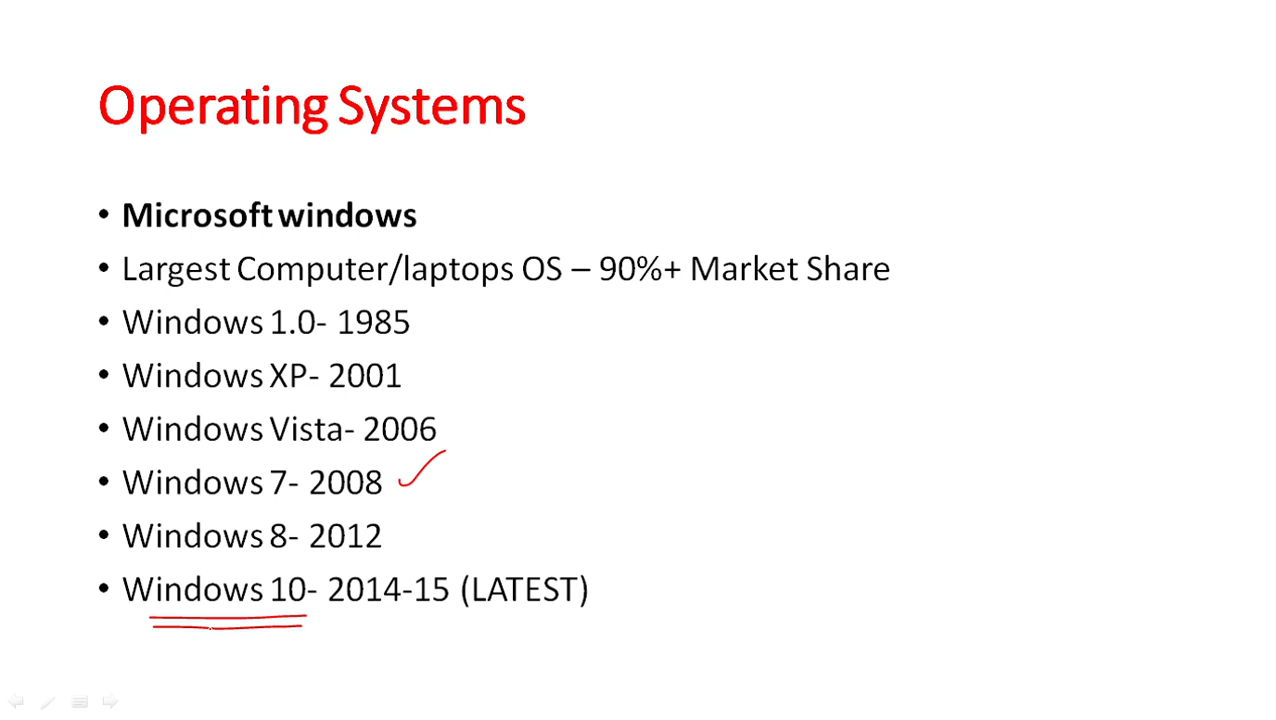 Operating Systems
• Microsoft windows
• Largest Computer/laptops OS – 90%+ Market Share
• Windows 1.0- 1985
• Windows XP- 2001
• Windows Vista- 2006
• Windows 7- 2008
• Windows 8- 2012
• Windows 10- 2014-15 (LATEST)